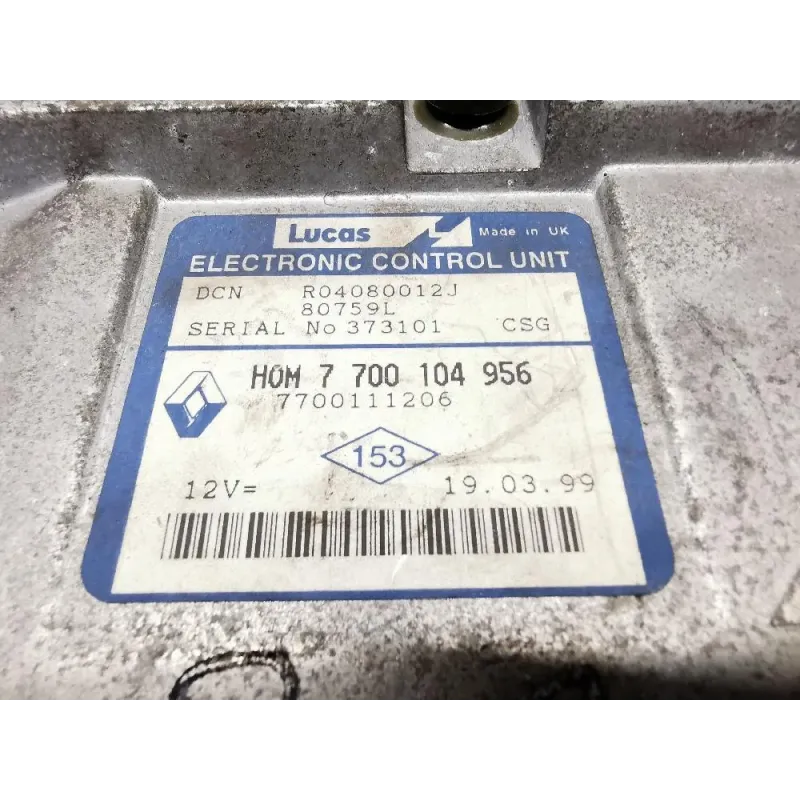 Lucas Made in UK
ELECTRONIC CONTROL UNIT
DCN R04080012J
80759L
SERIAL No 373101 CSG
HOM 7 700 104 956
7700111206
153
12V= 19.03.99